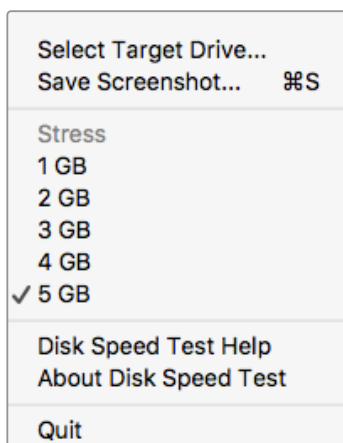 Select Target Drive...
Save Screenshot... ⌘S
Stress
1 GB
2 GB
3 GB
4 GB
✓ 5 GB
Disk Speed Test Help
About Disk Speed Test
Quit